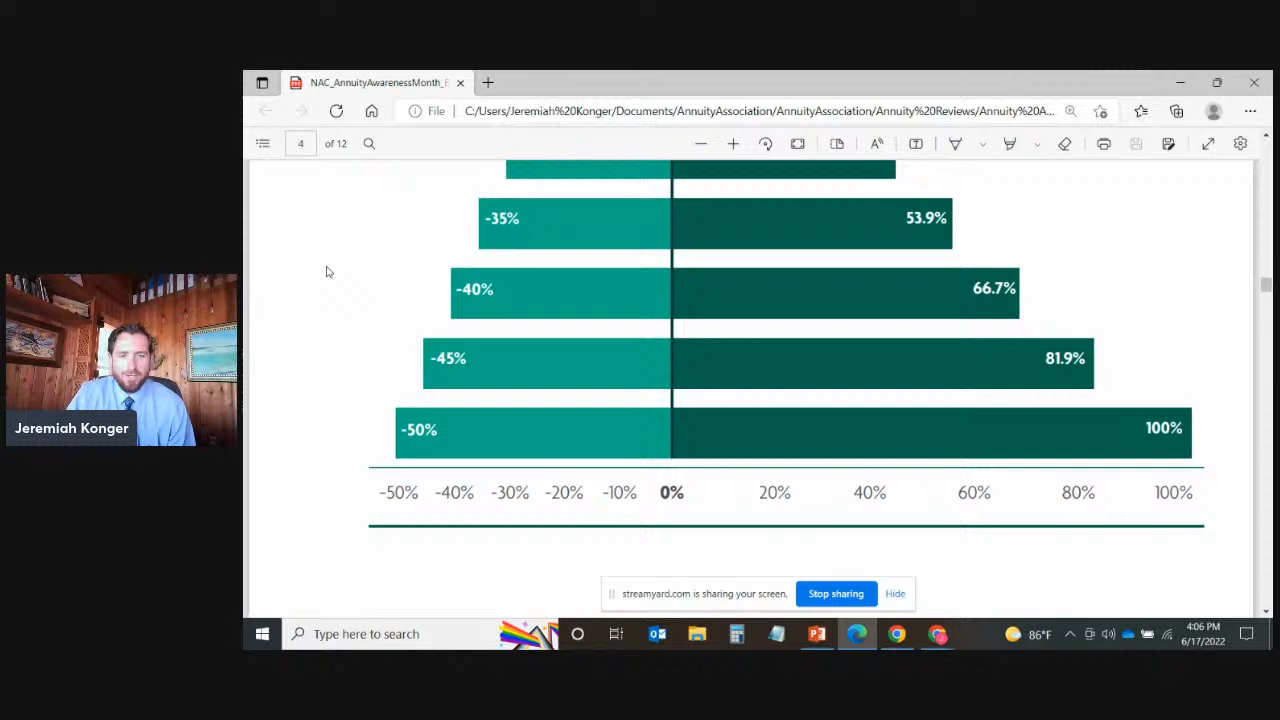 NAC_AnnuityAwarenessMonth_E
File C:/Users/Jeremiah%20Konger/Documents/AnnuityAssociation/AnnuityAssociation/Annuity%20Reviews/Annuity%20A...
4 of 12
-35% 53.9%
-40% 66.7%
-45% 81.9%
-50% 100%
-50% -40% -30% -20% -10% 0% 20% 40% 60% 80% 100%
Jeremiah Konger
streamyard.com is sharing your screen. Stop sharing Hide
Type here to search
86°F
4:06 PM
6/17/2022